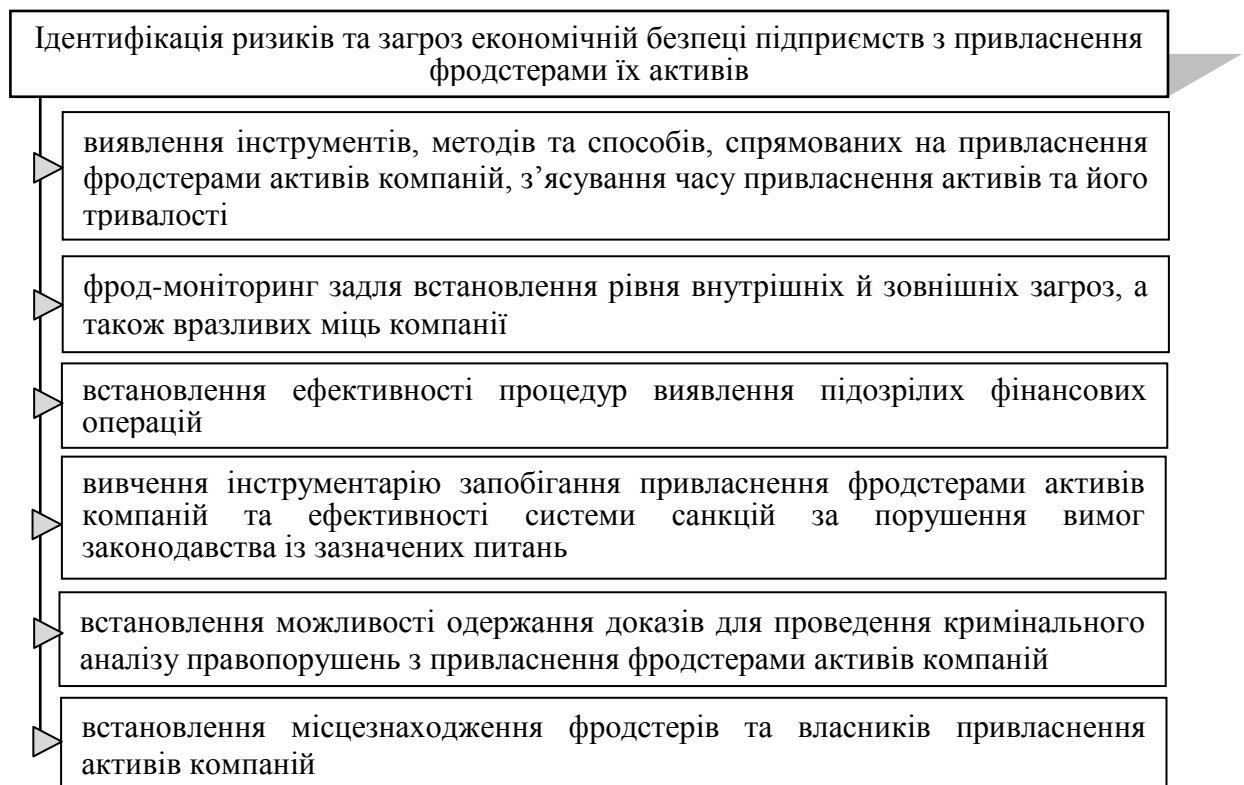 Ідентифікація ризиків та загроз економічній безпеці підприємств з привласнення
фродстерами їх активів
виявлення інструментів, методів та способів, спрямованих на привласнення
фродстерами активів компаній, з’ясування часу привласнення активів та його
тривалості
фрод-моніторинг задля встановлення рівня внутрішніх й зовнішніх загроз, а
також вразливих міць компанії
встановлення ефективності процедур виявлення підозрілих фінансових
операцій
вивчення інструментарію запобігання привласнення фродстерами активів
компаній та ефективності системи санкцій за порушення вимог
законодавства із зазначених питань
встановлення можливості одержання доказів для проведення кримінального
аналізу правопорушень з привласнення фродстерами активів компаній
встановлення місцезнаходження фродстерів та власників привласнення
активів компаній